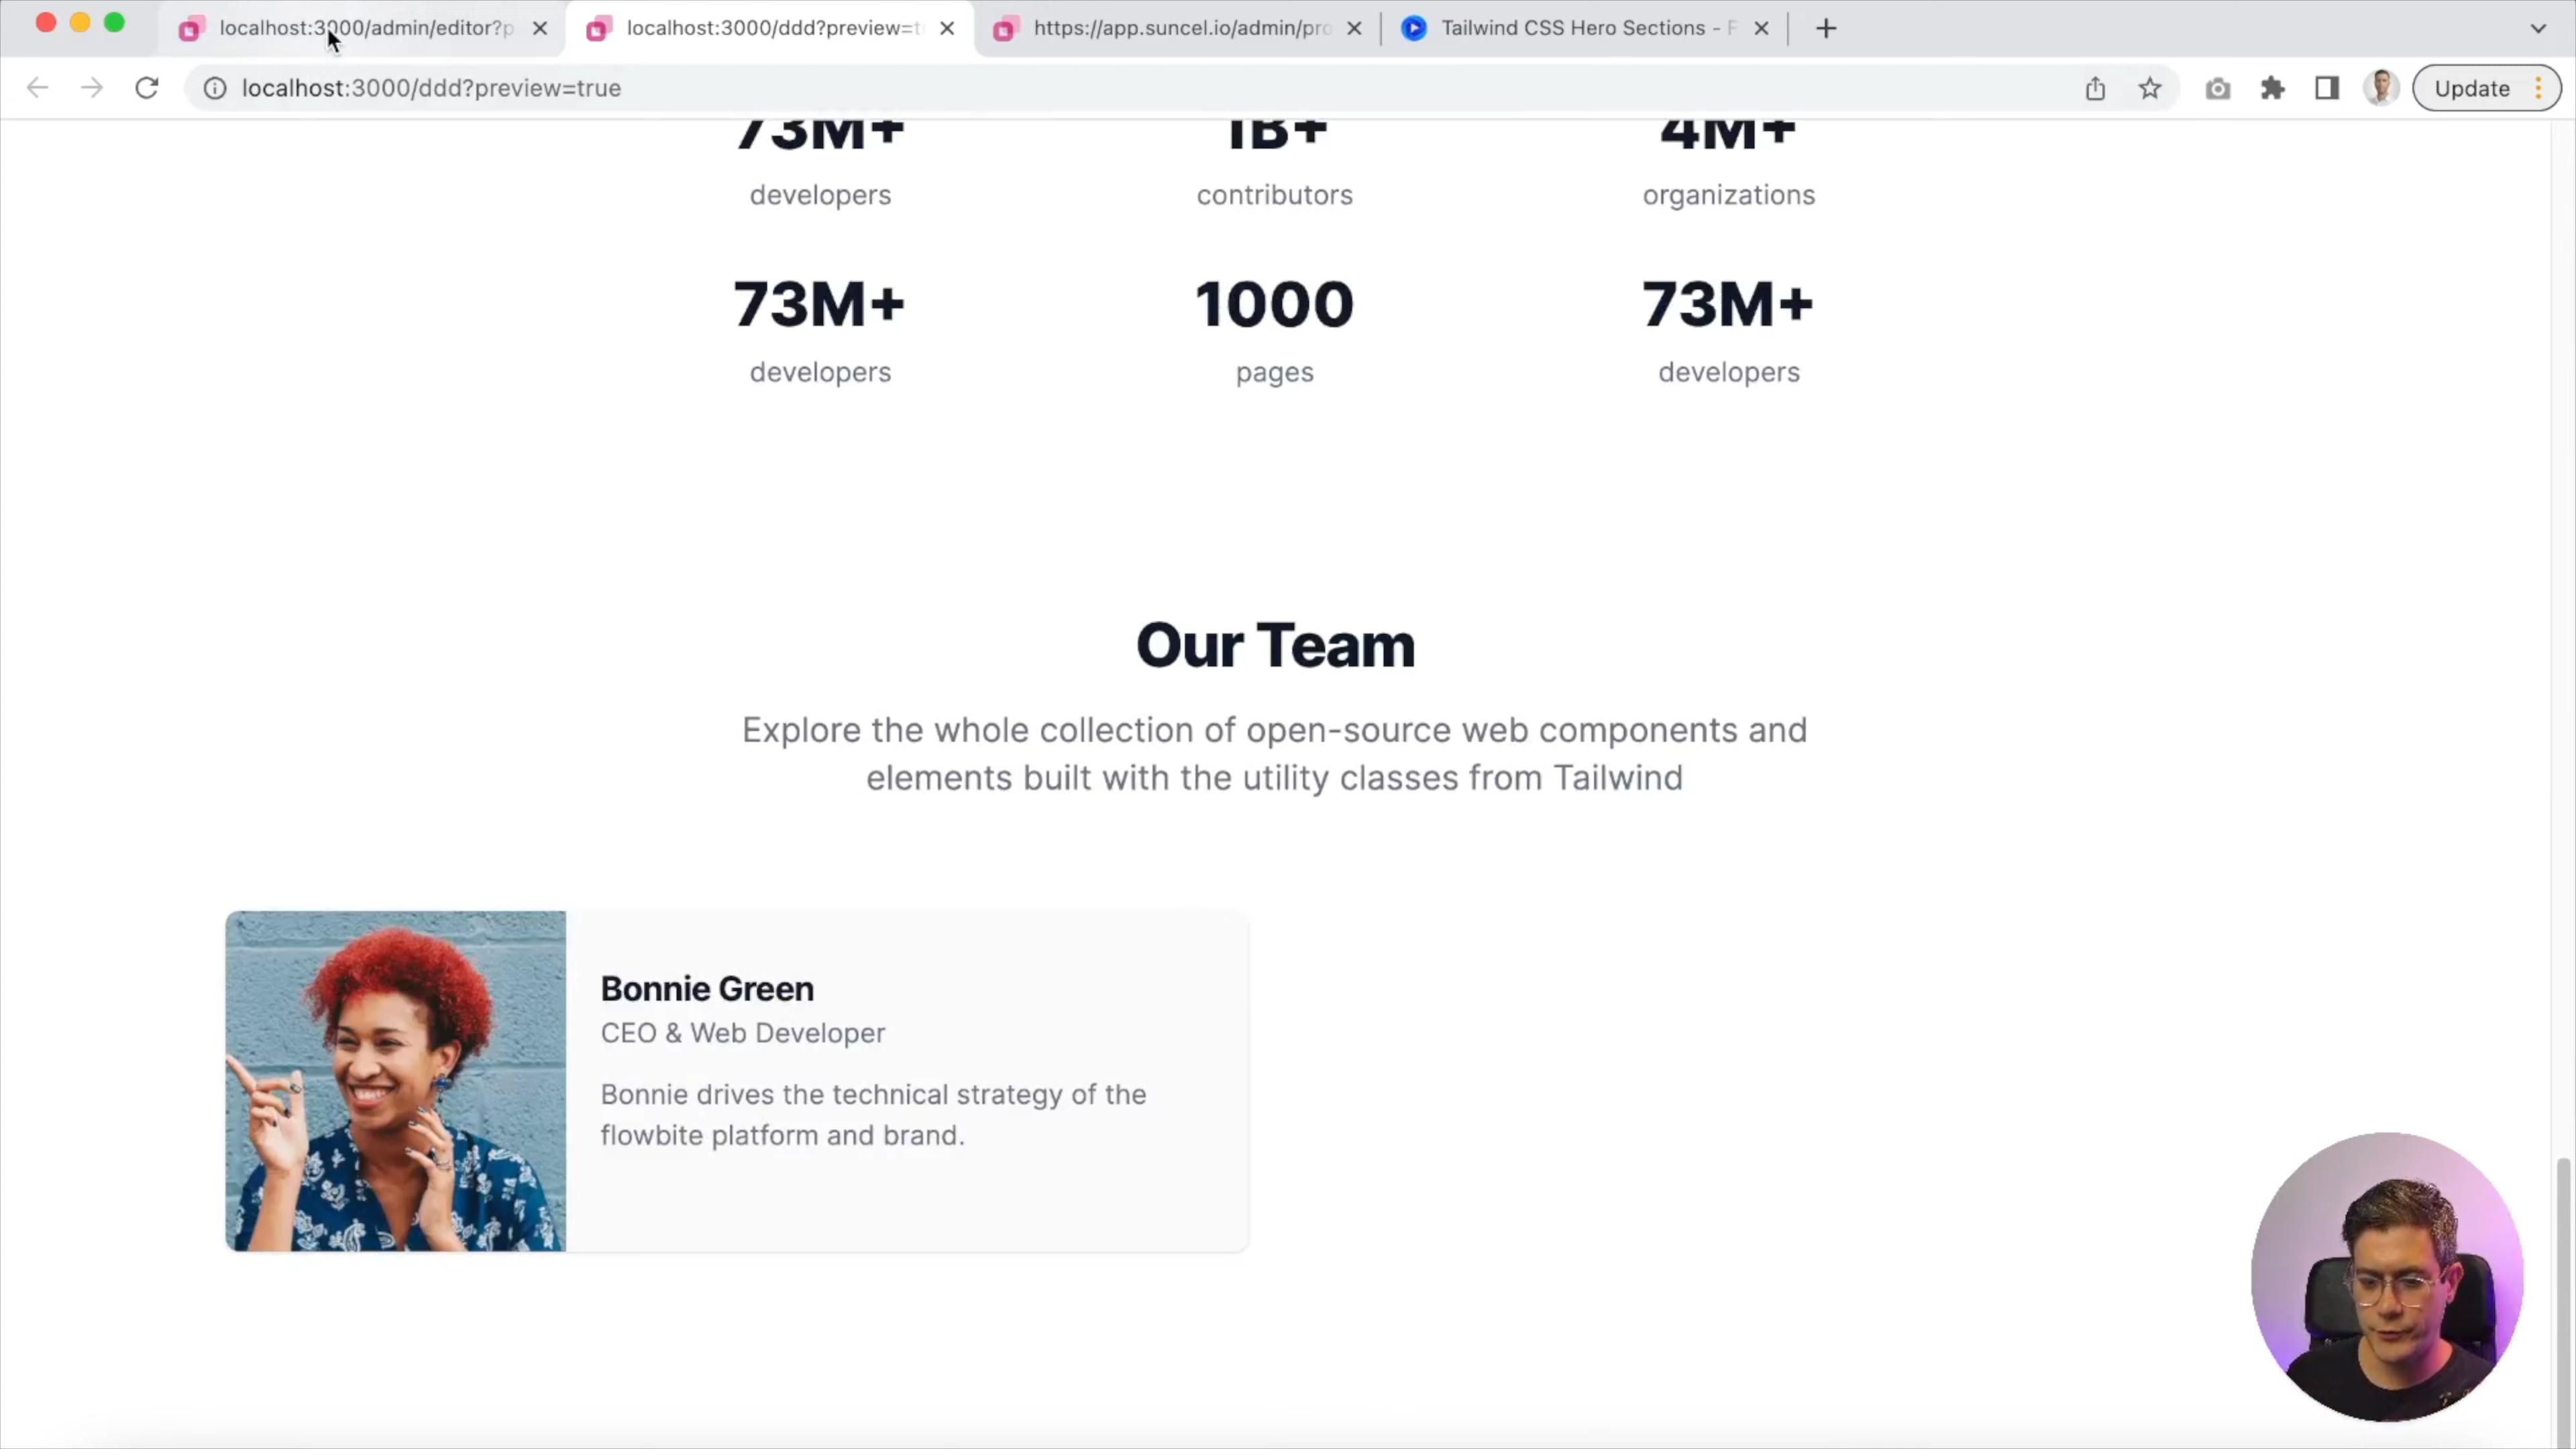 localhost:3000/admin/editor?p
localhost:3000/ddd?preview=t
https://app.suncel.io/admin/pro
Tailwind CSS Hero Sections - F
localhost:3000/ddd?preview=true
Update
73M+
1B+
4M+
developers
contributors
organizations
73M+
1000
73M+
developers
pages
developers
Our Team
Explore the whole collection of open-source web components and
elements built with the utility classes from Tailwind
Bonnie Green
CEO & Web Developer
Bonnie drives the technical strategy of the
flowbite platform and brand.